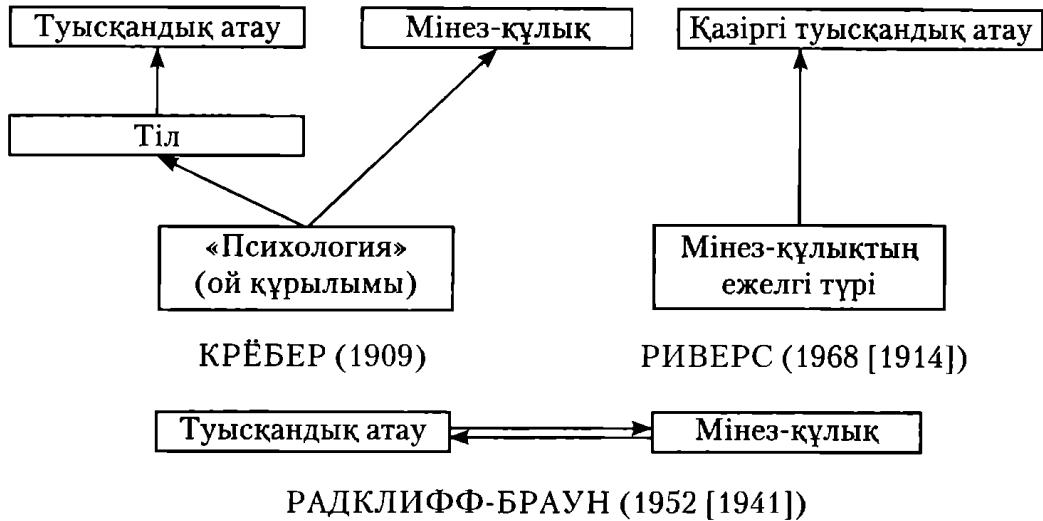 Туысқандық атау
Мінез-құлық
Тіл
«Психология»
(ой құрылымы)
КРЁБЕР (1909)
Қазіргі туысқандық атау
Мінез-құлықтың
ежелгі түрі
РИВЕРС (1968 [1914])
Туысқандық атау
Мінез-құлық
РАДКЛИФФ-БРАУН (1952 [1941])